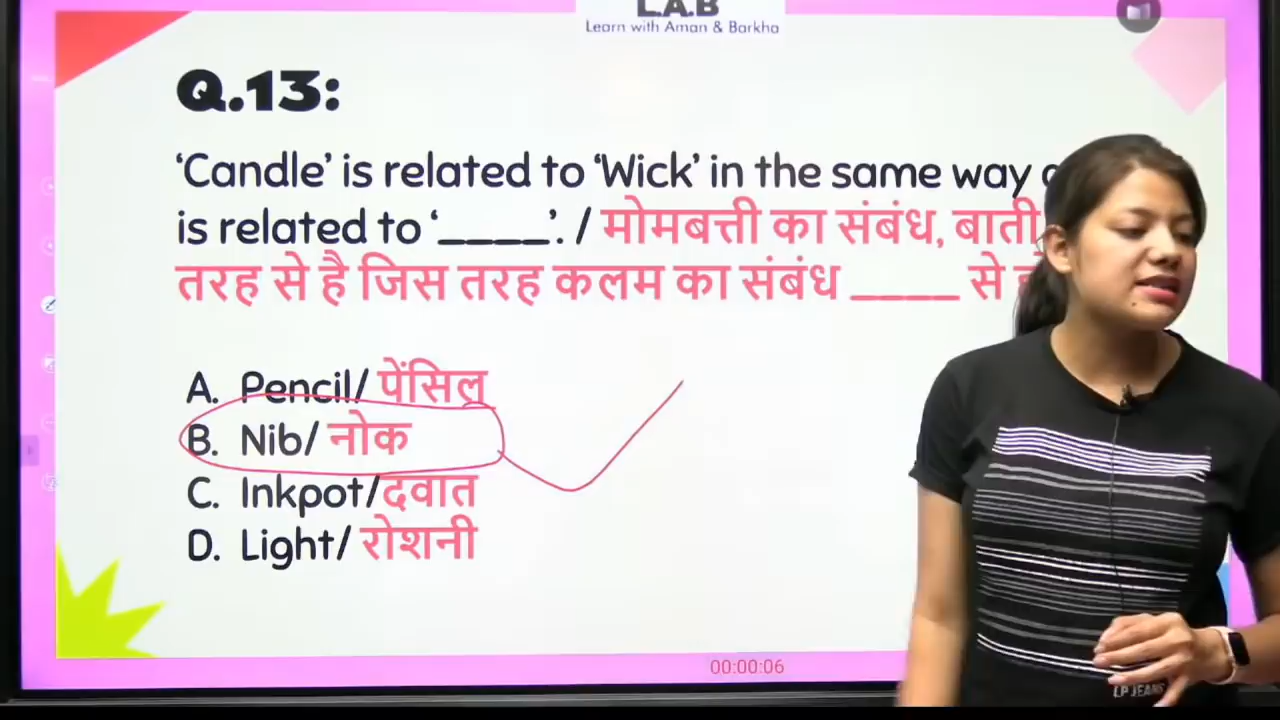 L.A.B
Learn with Aman & Barkha
Q.13:
‘Candle’ is related to ‘Wick’ in the same way
is related to ‘____’. / मोमबत्ती का संबंध, बाती
तरह से है जिस तरह कलम का संबंध ____ से
A. Pencil/ पेंसिल
B. Nib/ नोक
C. Inkpot/दवात
D. Light/ रोशनी
00:00:06
LP JEANS